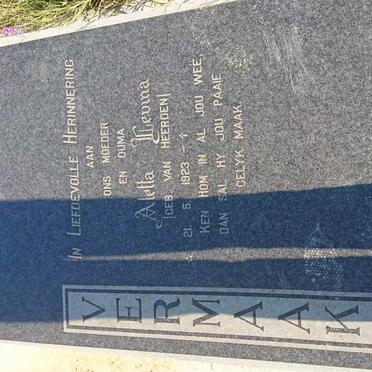 IN LIEFDEVOLLE HERINNERING
AAN
ONS MOEDER
EN OUMA
Aletta Levina
(GEB. VAN HEERDEN)
21. 5. 1923 – †
KEN HOM IN AL JOU WEE,
DAN SAL HY JOU PAAIE
GELYK MAAK.
VERMAAK